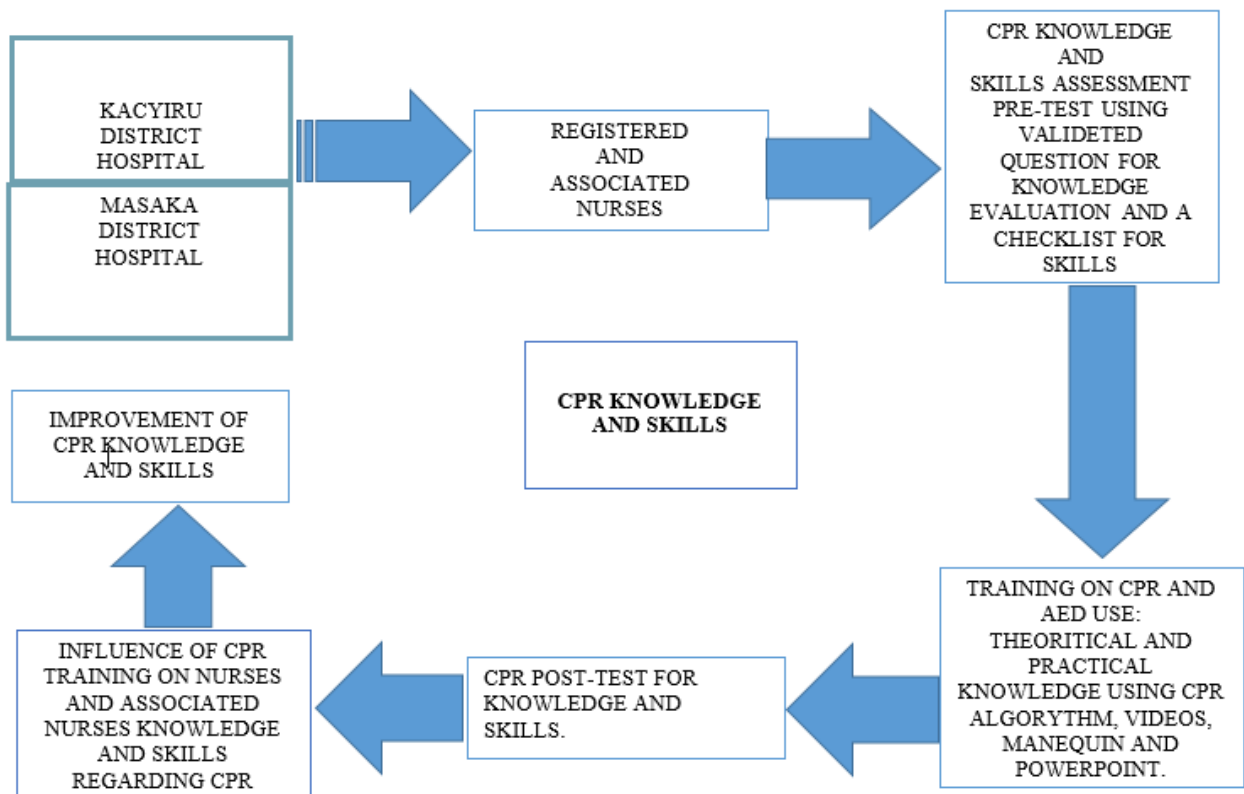 KACYIRU
DISTRICT
HOSPITAL
MASAKA
DISTRICT
HOSPITAL
REGISTERED
AND
ASSOCIATED
NURSES
CPR KNOWLEDGE
AND
SKILLS ASSESSMENT
PRE-TEST USING
VALIDETED
QUESTION FOR
KNOWLEDGE
EVALUATION AND A
CHECKLIST FOR
SKILLS
CPR KNOWLEDGE
AND SKILLS
TRAINING ON CPR AND
AED USE:
THEORITICAL AND
PRACTICAL
KNOWLEDGE USING CPR
ALGORYTHM, VIDEOS,
MANEQUIN AND
POWERPOINT.
CPR POST-TEST FOR
KNOWLEDGE AND
SKILLS.
INFLUENCE OF CPR
TRAINING ON NURSES
AND ASSOCIATED
NURSES KNOWLEDGE
AND SKILLS
REGARDING CPR
IMPROVEMENT OF
CPR KNOWLEDGE
AND SKILLS